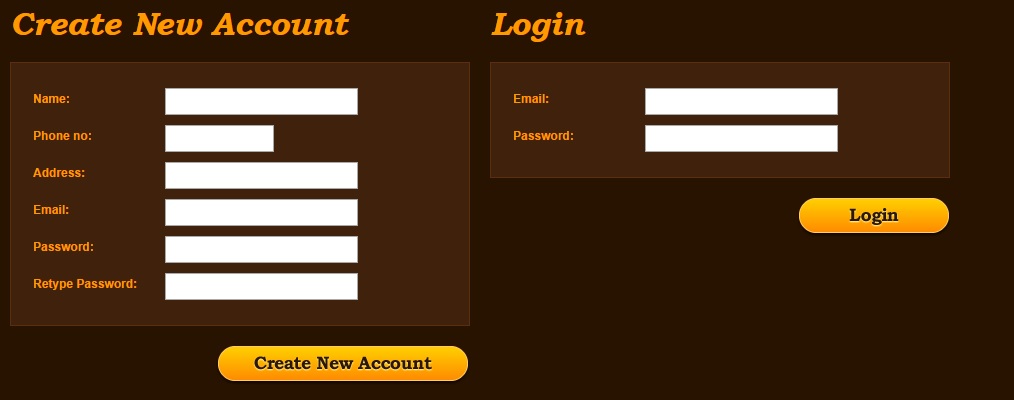 Create New Account
Name:
Phone no:
Address:
Email:
Password:
Retype Password:
Create New Account
Login
Email:
Password:
Login